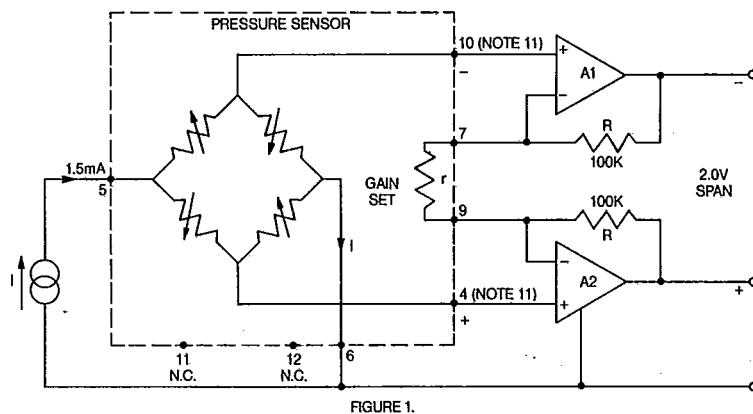 PRESSURE SENSOR
10 (NOTE 11)
−
+
A1
−
−
7
R
100K
1.5mA
5
GAIN
SET
r
2.0V
SPAN
9
100K
R
I
I
−
A2
+
+
4 (NOTE 11)
+
11
N.C.
12
N.C.
6
FIGURE 1.